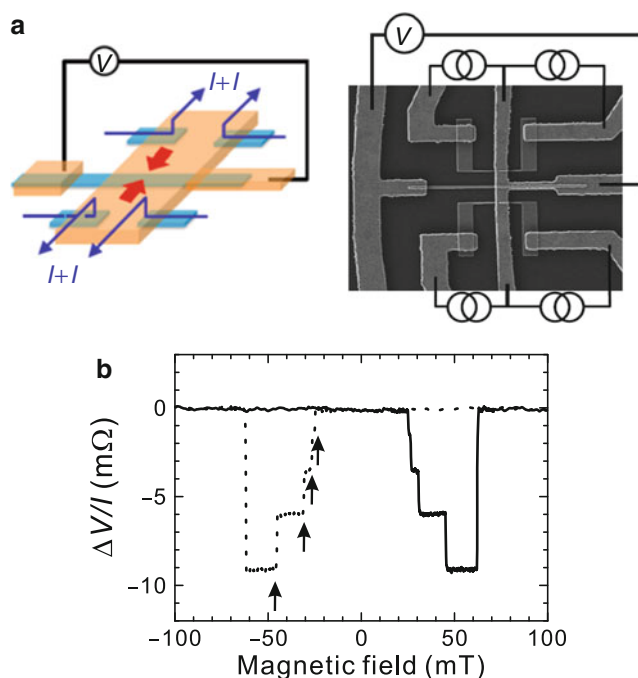 a
V
V
I+I
I+I
b
0
−5
−10
ΔV/I (mΩ)
−100 −50 0 50 100
Magnetic field (mT)